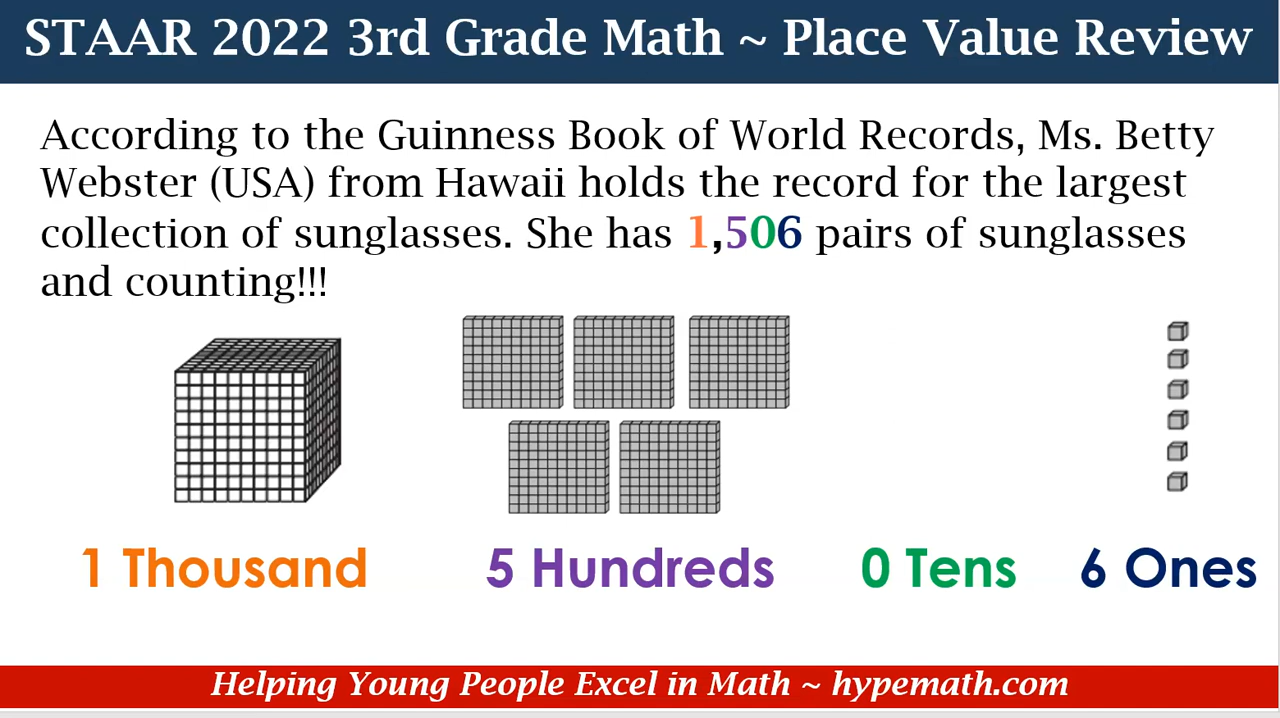 STAAR 2022 3rd Grade Math ~ Place Value Review
According to the Guinness Book of World Records, Ms. Betty
Webster (USA) from Hawaii holds the record for the largest
collection of sunglasses. She has 1,506 pairs of sunglasses
and counting!!!
1 Thousand 5 Hundreds 0 Tens 6 Ones
Helping Young People Excel in Math ~ hypemath.com